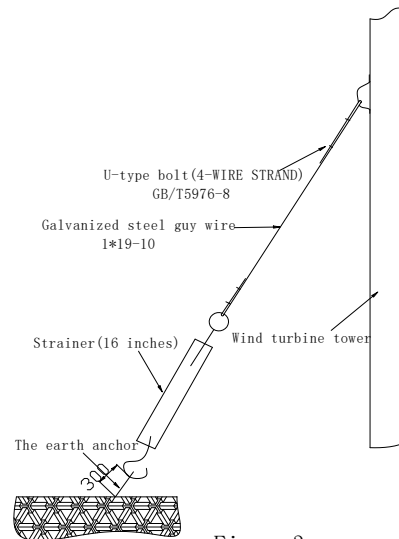 U-type bolt(4-WIRE STRAND)
GB/T5976-8
Galvanized steel guy wire
1*19-10
Strainer(16 inches)
Wind turbine tower
The earth anchor
300